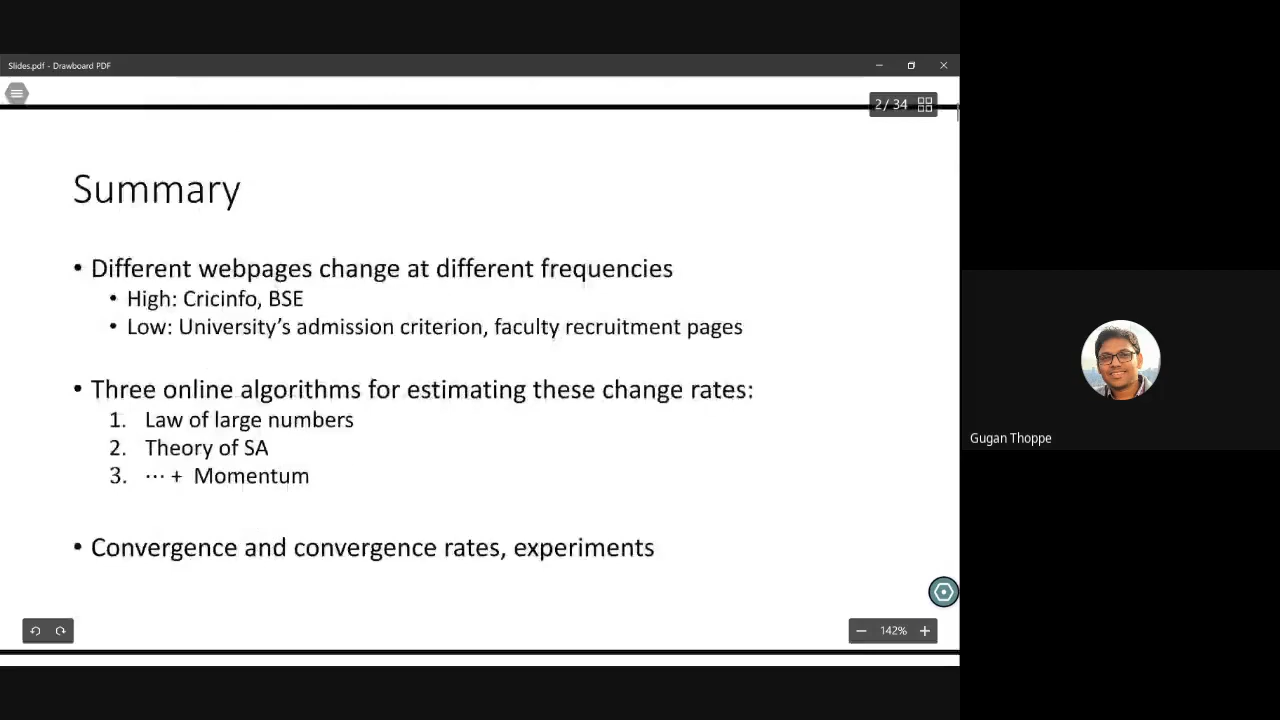 Slides.pdf - Drawboard PDF
2 / 34
Summary
• Different webpages change at different frequencies
• High: Cricinfo, BSE
• Low: University's admission criterion, faculty recruitment pages
• Three online algorithms for estimating these change rates:
1. Law of large numbers
2. Theory of SA
3. ⋯ + Momentum
• Convergence and convergence rates, experiments
142%
Gugan Thoppe